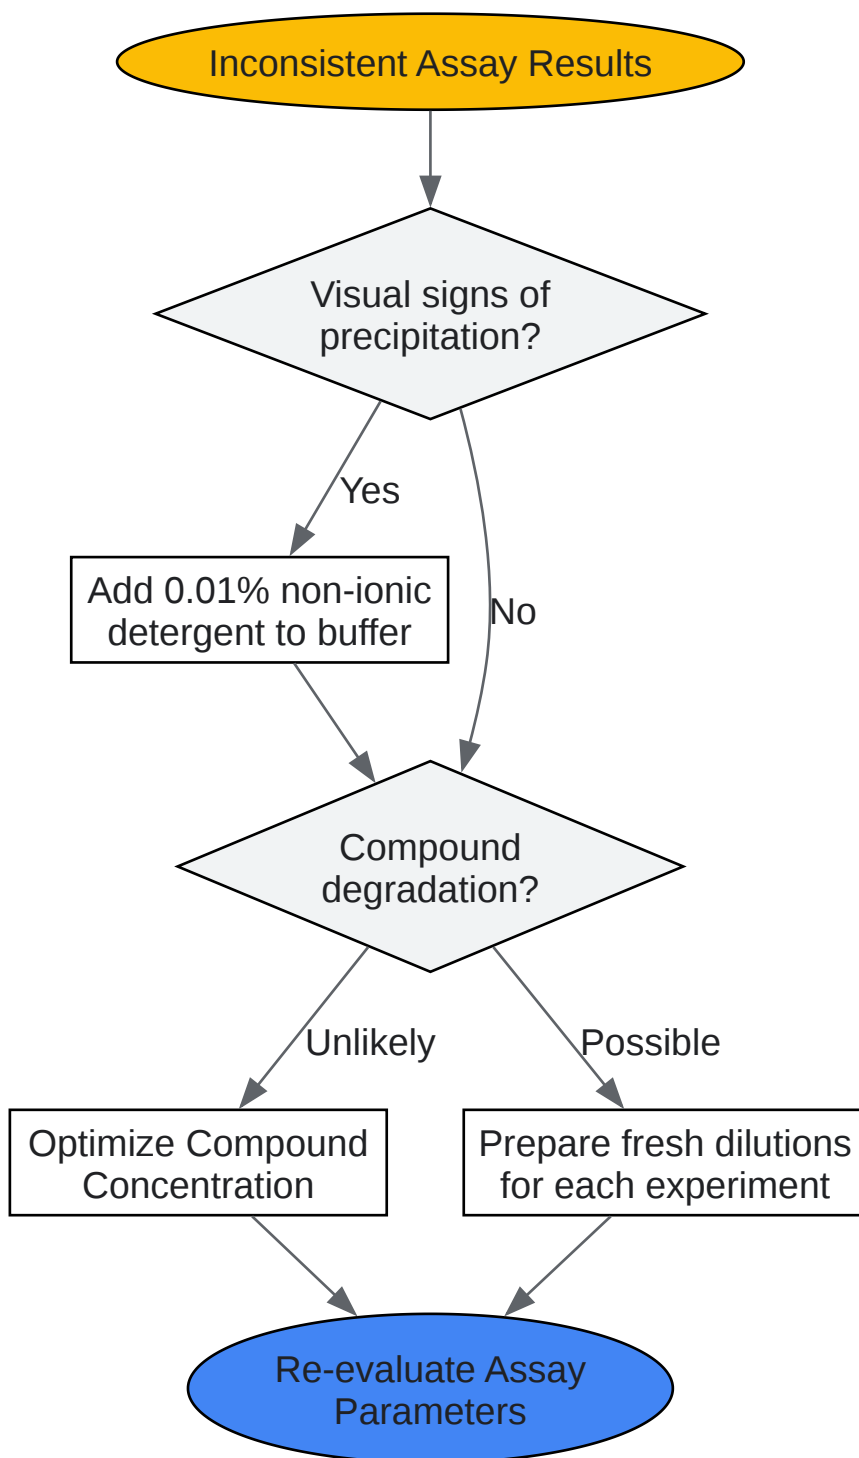 Inconsistent Assay Results
Visual signs of
precipitation?
Yes
Add 0.01% non-ionic
detergent to buffer
No
Compound
degradation?
Unlikely
Possible
Optimize Compound
Concentration
Prepare fresh dilutions
for each experiment
Re-evaluate Assay
Parameters